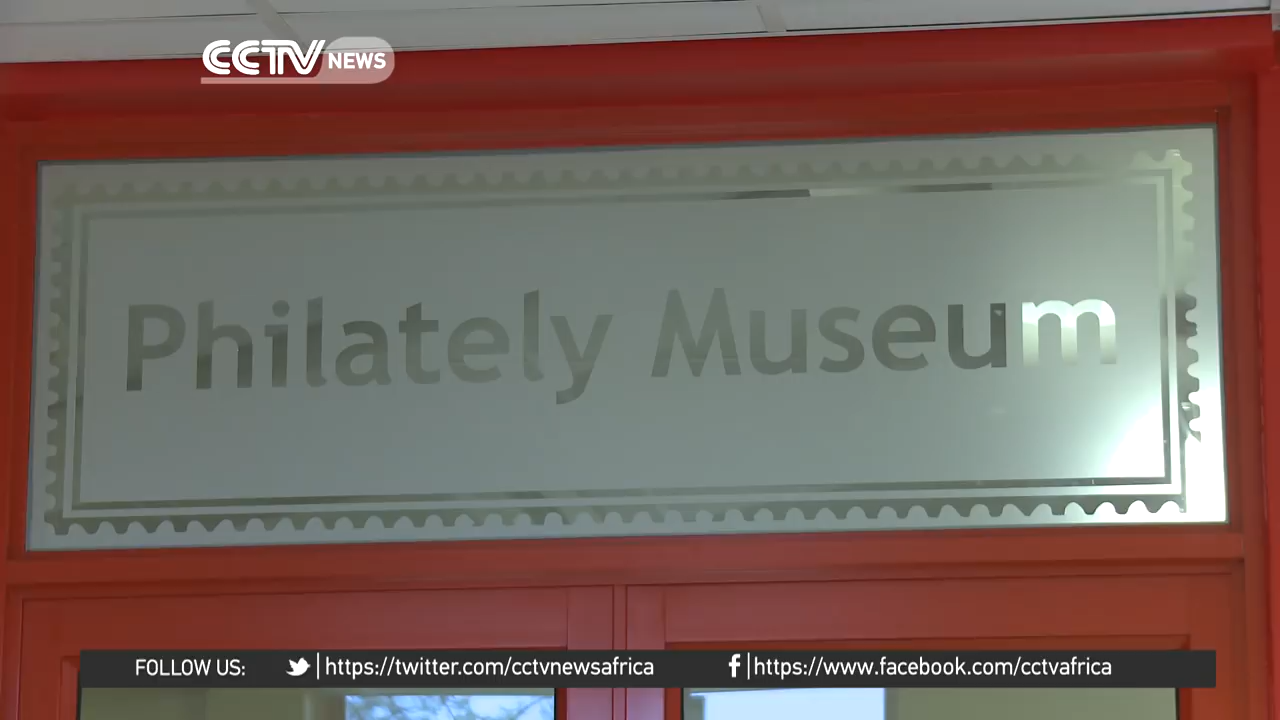 CCTV NEWS
Philately Museum
FOLLOW US: https://twitter.com/cctvnewsafrica https://www.facebook.com/cctvafrica